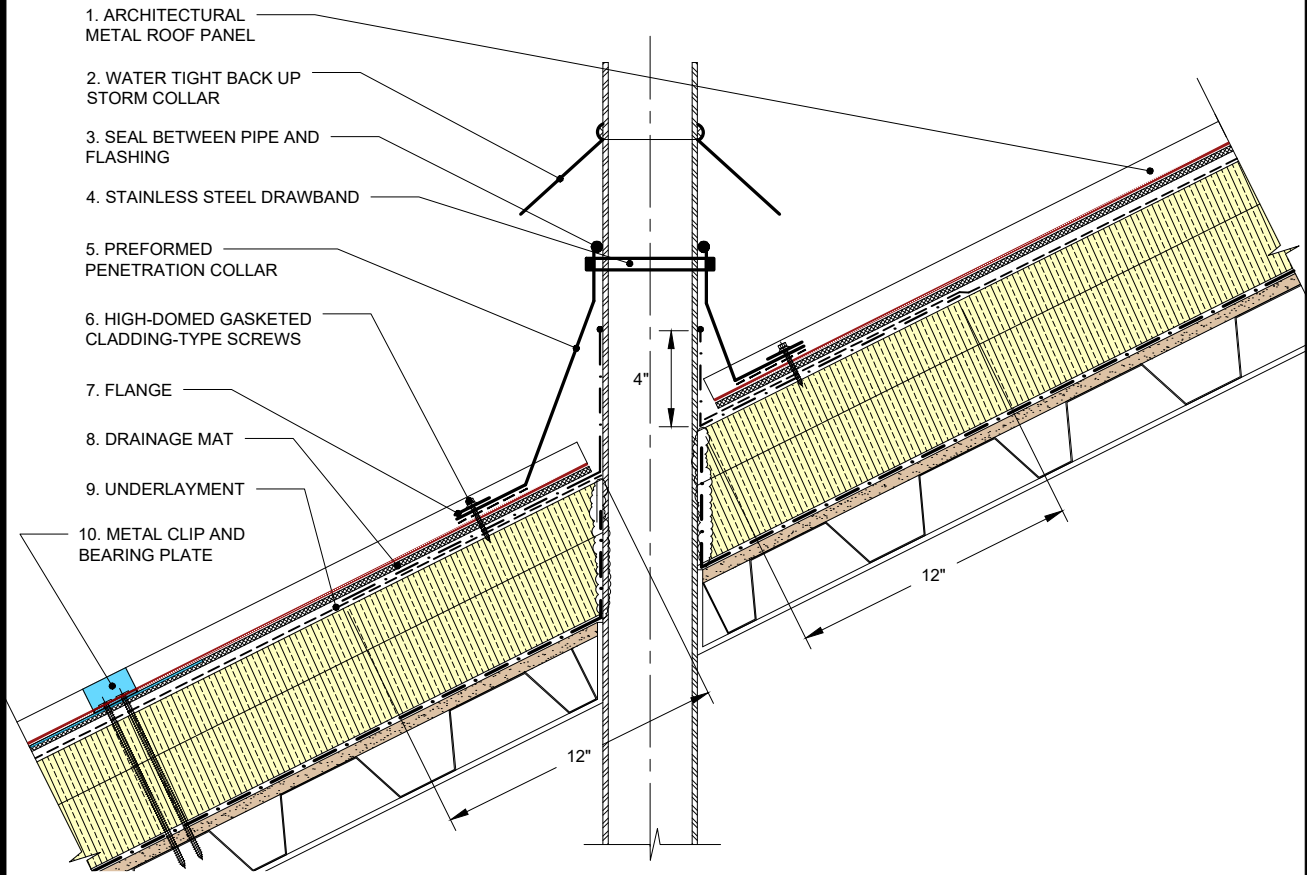 1. ARCHITECTURAL
METAL ROOF PANEL
2. WATER TIGHT BACK UP
STORM COLLAR
3. SEAL BETWEEN PIPE AND
FLASHING
4. STAINLESS STEEL DRAWBAND
5. PREFORMED
PENETRATION COLLAR
6. HIGH-DOMED GASKETED
CLADDING-TYPE SCREWS
7. FLANGE
8. DRAINAGE MAT
9. UNDERLAYMENT
10. METAL CLIP AND
BEARING PLATE
4"
12"
12"